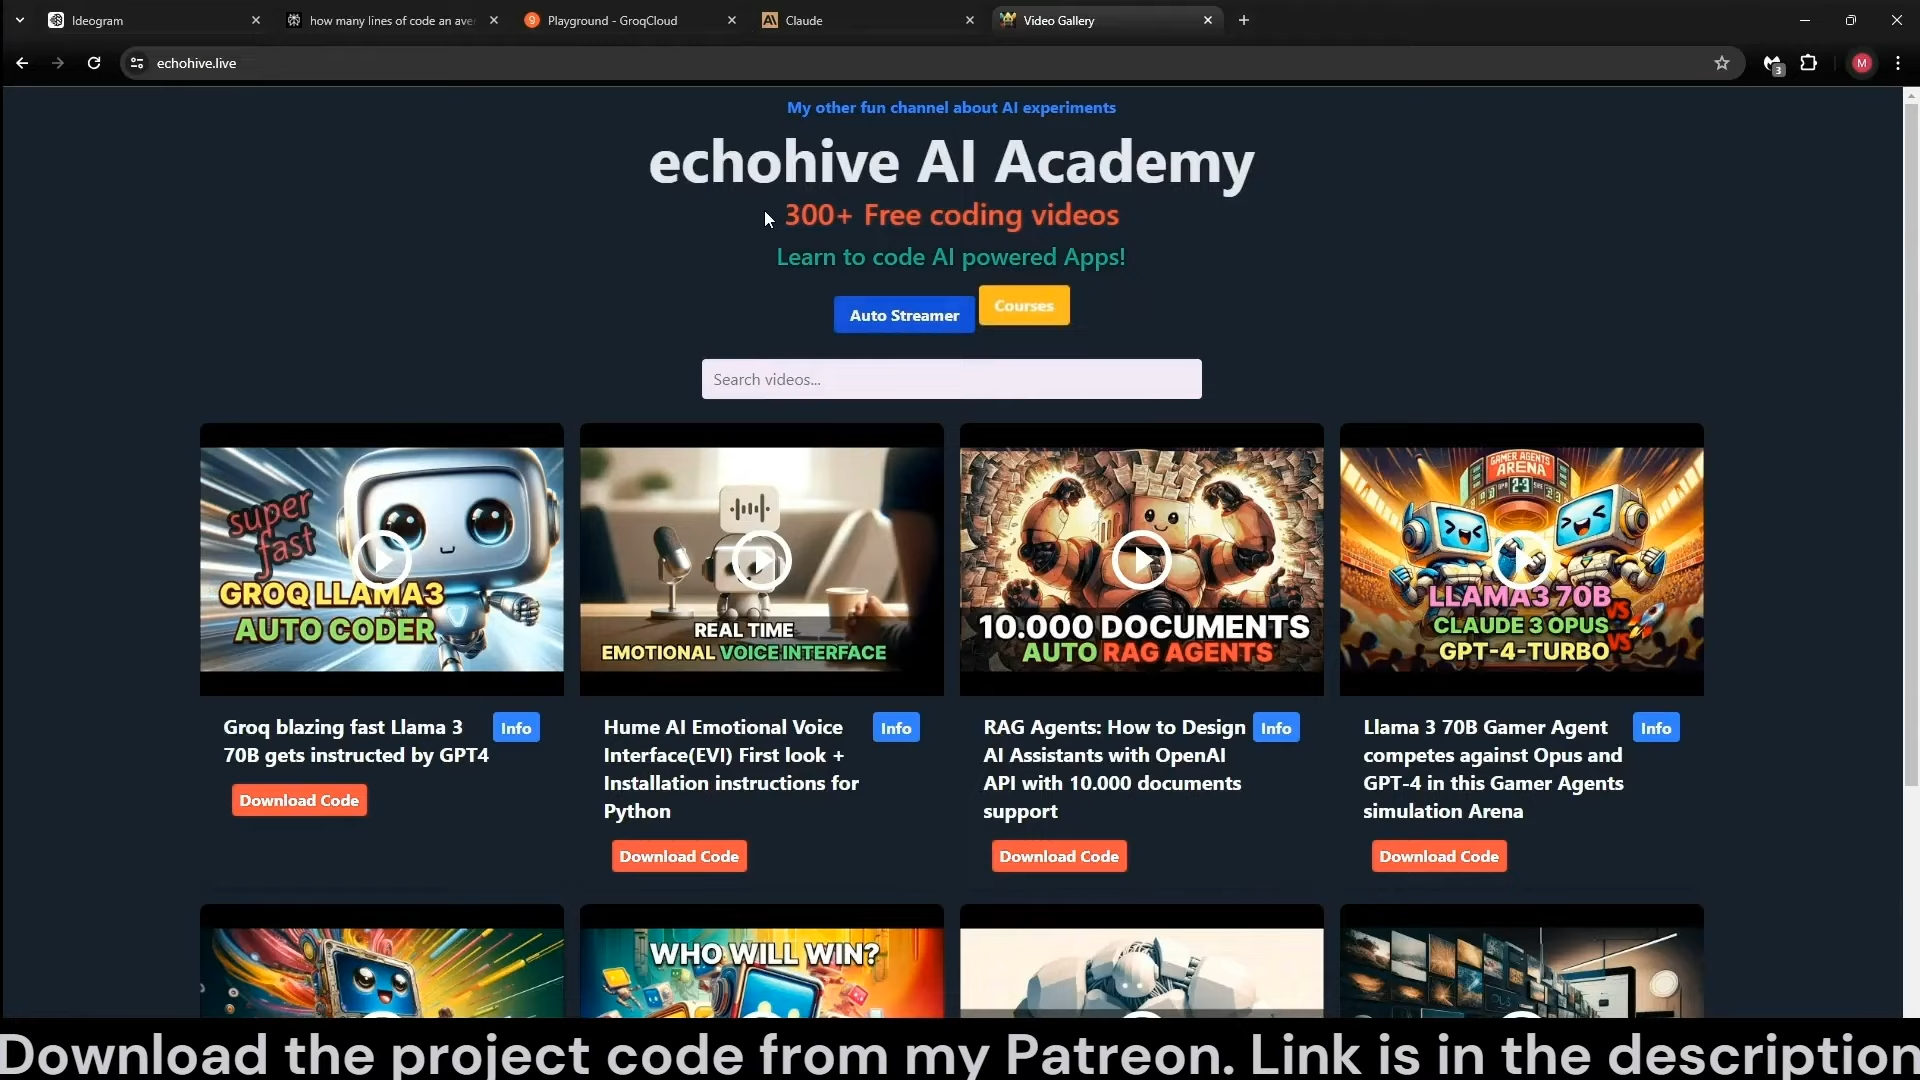 Ideogram
how many lines of code an ave
Playground - GroqCloud
Claude
Video Gallery
echohive.live
3
M
My other fun channel about AI experiments
echohive AI Academy
300+ Free coding videos
Learn to code AI powered Apps!
Auto Streamer
Courses
Search videos...
super
fast
GROQ LLAMA3
AUTO CODER
REAL TIME
EMOTIONAL VOICE INTERFACE
10.000 DOCUMENTS
AUTO RAG AGENTS
GAMER AGENTS
ARENA
2-3
LLAMA3 70B
VS
CLAUDE 3 OPUS
VS
GPT-4-TURBO
Groq blazing fast Llama 3
70B gets instructed by GPT4
Info
Download Code
Hume AI Emotional Voice
Interface(EVI) First look +
Installation instructions for
Python
Info
Download Code
RAG Agents: How to Design
AI Assistants with OpenAI
API with 10.000 documents
support
Info
Download Code
Llama 3 70B Gamer Agent
competes against Opus and
GPT-4 in this Gamer Agents
simulation Arena
Info
Download Code
WHO WILL WIN?
Download the project code from my Patreon. Link is in the description